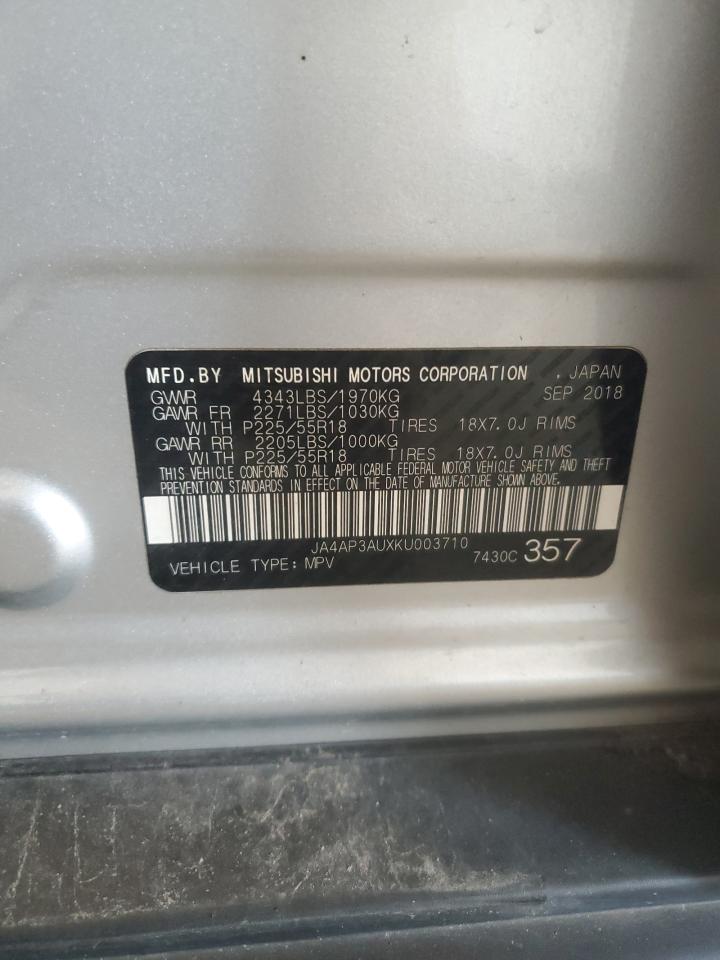 MFD.BY MITSUBISHI MOTORS CORPORATION , JAPAN
GVWR 4343LBS/1970KG SEP 2018
GAWR FR 2271LBS/1030KG
WITH P225/55R18 TIRES 18X7.0J RIMS
GAWR RR 2205LBS/1000KG
WITH P225/55R18 TIRES 18X7.0J RIMS
THIS VEHICLE CONFORMS TO ALL APPLICABLE FEDERAL MOTOR VEHICLE SAFETY AND THEFT
PREVENTION STANDARDS IN EFFECT ON THE DATE OF MANUFACTURE SHOWN ABOVE.
JA4AP3AUXKU003710
VEHICLE TYPE: MPV 7430C 357